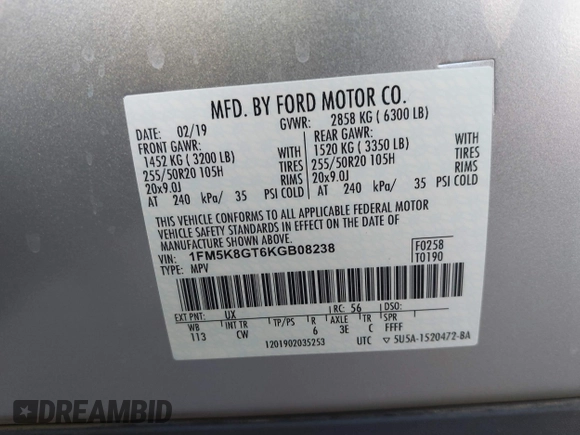 MFD. BY FORD MOTOR CO.
DATE: 02/19 GVWR: 2858 KG ( 6300 LB)
FRONT GAWR: REAR GAWR:
1452 KG ( 3200 LB) WITH 1520 KG ( 3350 LB) WITH
255/50R20 105H TIRES 255/50R20 105H TIRES
20x9.0J RIMS 20x9.0J RIMS
AT 240 kPa/ 35 PSI COLD AT 240 kPa/ 35 PSI COLD
THIS VEHICLE CONFORMS TO ALL APPLICABLE FEDERAL MOTOR
VEHICLE SAFETY STANDARDS IN EFFECT ON THE DATE OF
MANUFACTURE SHOWN ABOVE.
VIN: 1FM5K8GT6KGB08238 F0258
TYPE: MPV T0190
EXT PNT: UX RC: 56 DSO:
WB INT TR TP/PS R AXLE TR SPR
113 CW 6 3E C FFFF
1201902035253 UTC 5U5A-1520472-BA
DREAMBID